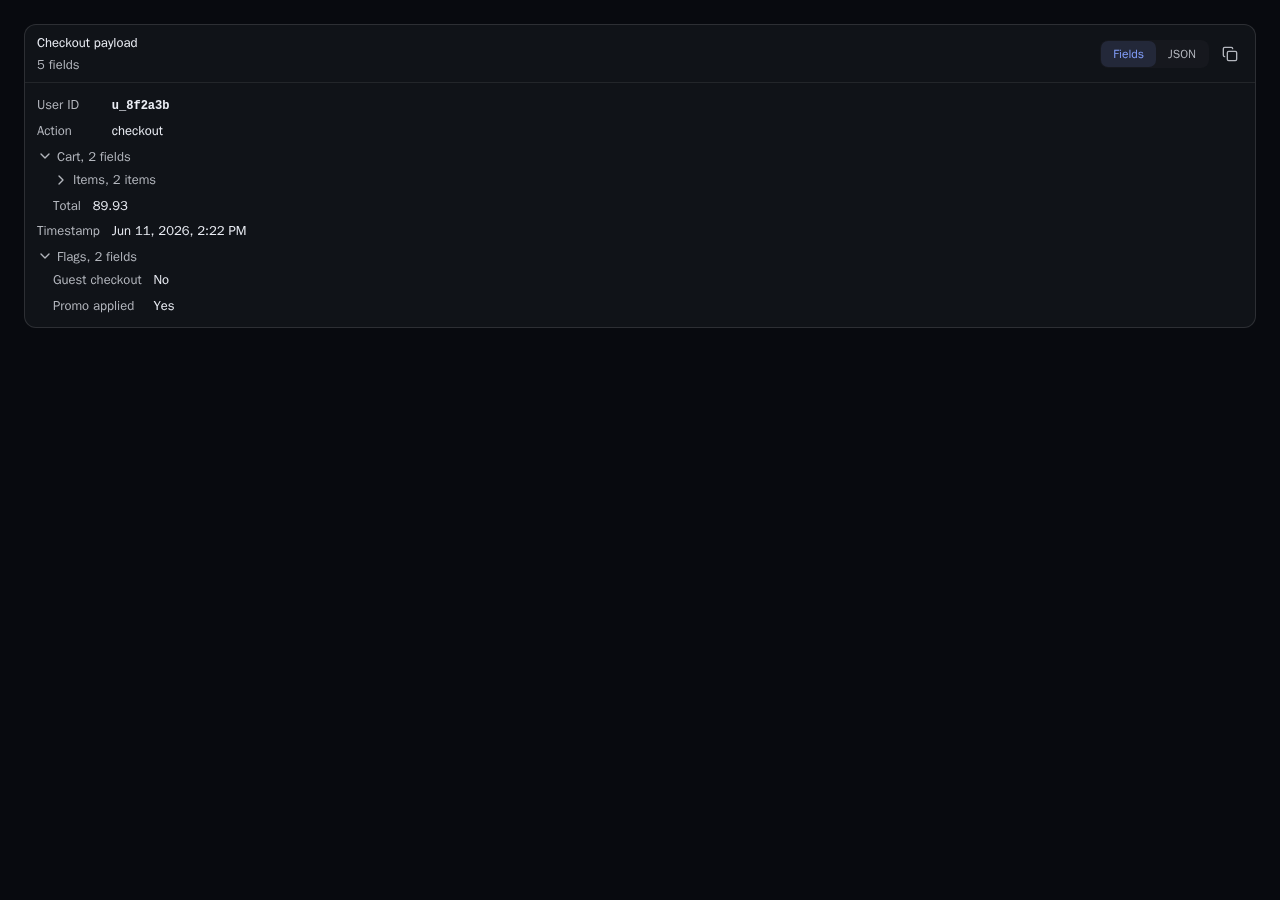 Checkout payload
5 fields
Fields JSON
User ID u_8f2a3b
Action checkout
Cart, 2 fields
Items, 2 items
Total 89.93
Timestamp Jun 11, 2026, 2:22 PM
Flags, 2 fields
Guest checkout No
Promo applied Yes